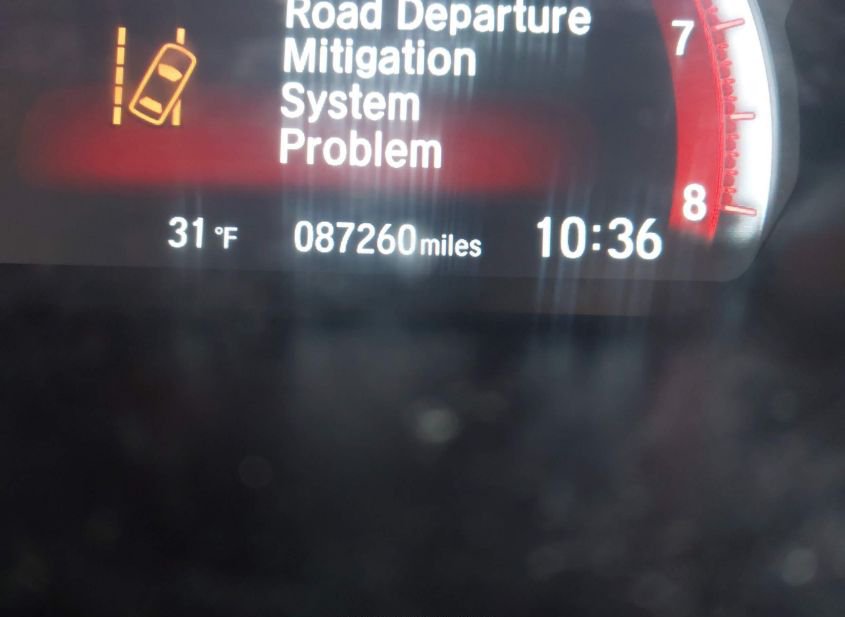 Road Departure
Mitigation
System
Problem
7
8
31 °F 087260 miles 10:36